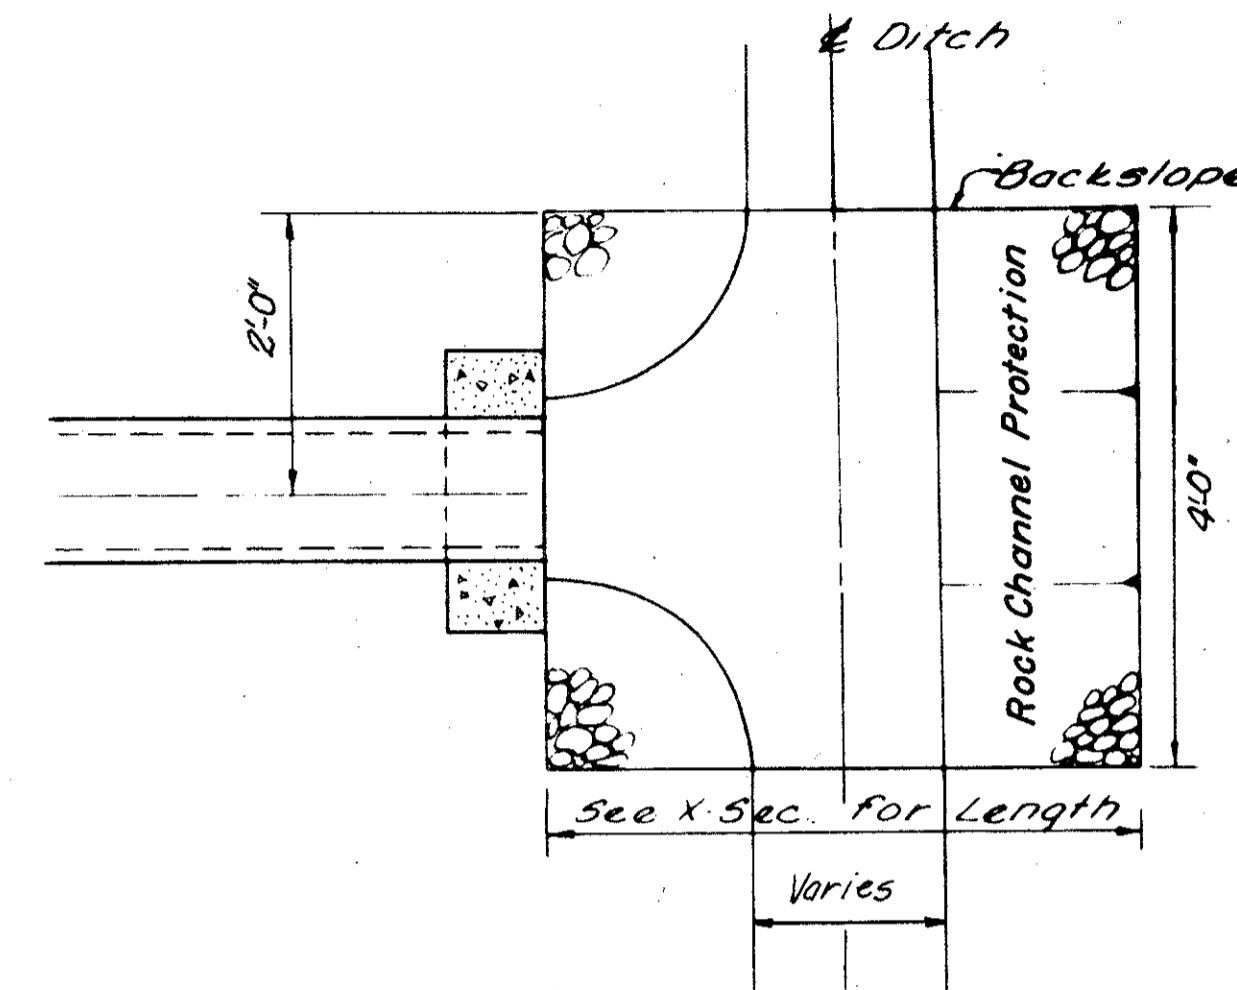 ℄ Ditch
Backslope
2'-0"
Rock Channel Protection
4'-0"
See X-Sec. for Length
Varies